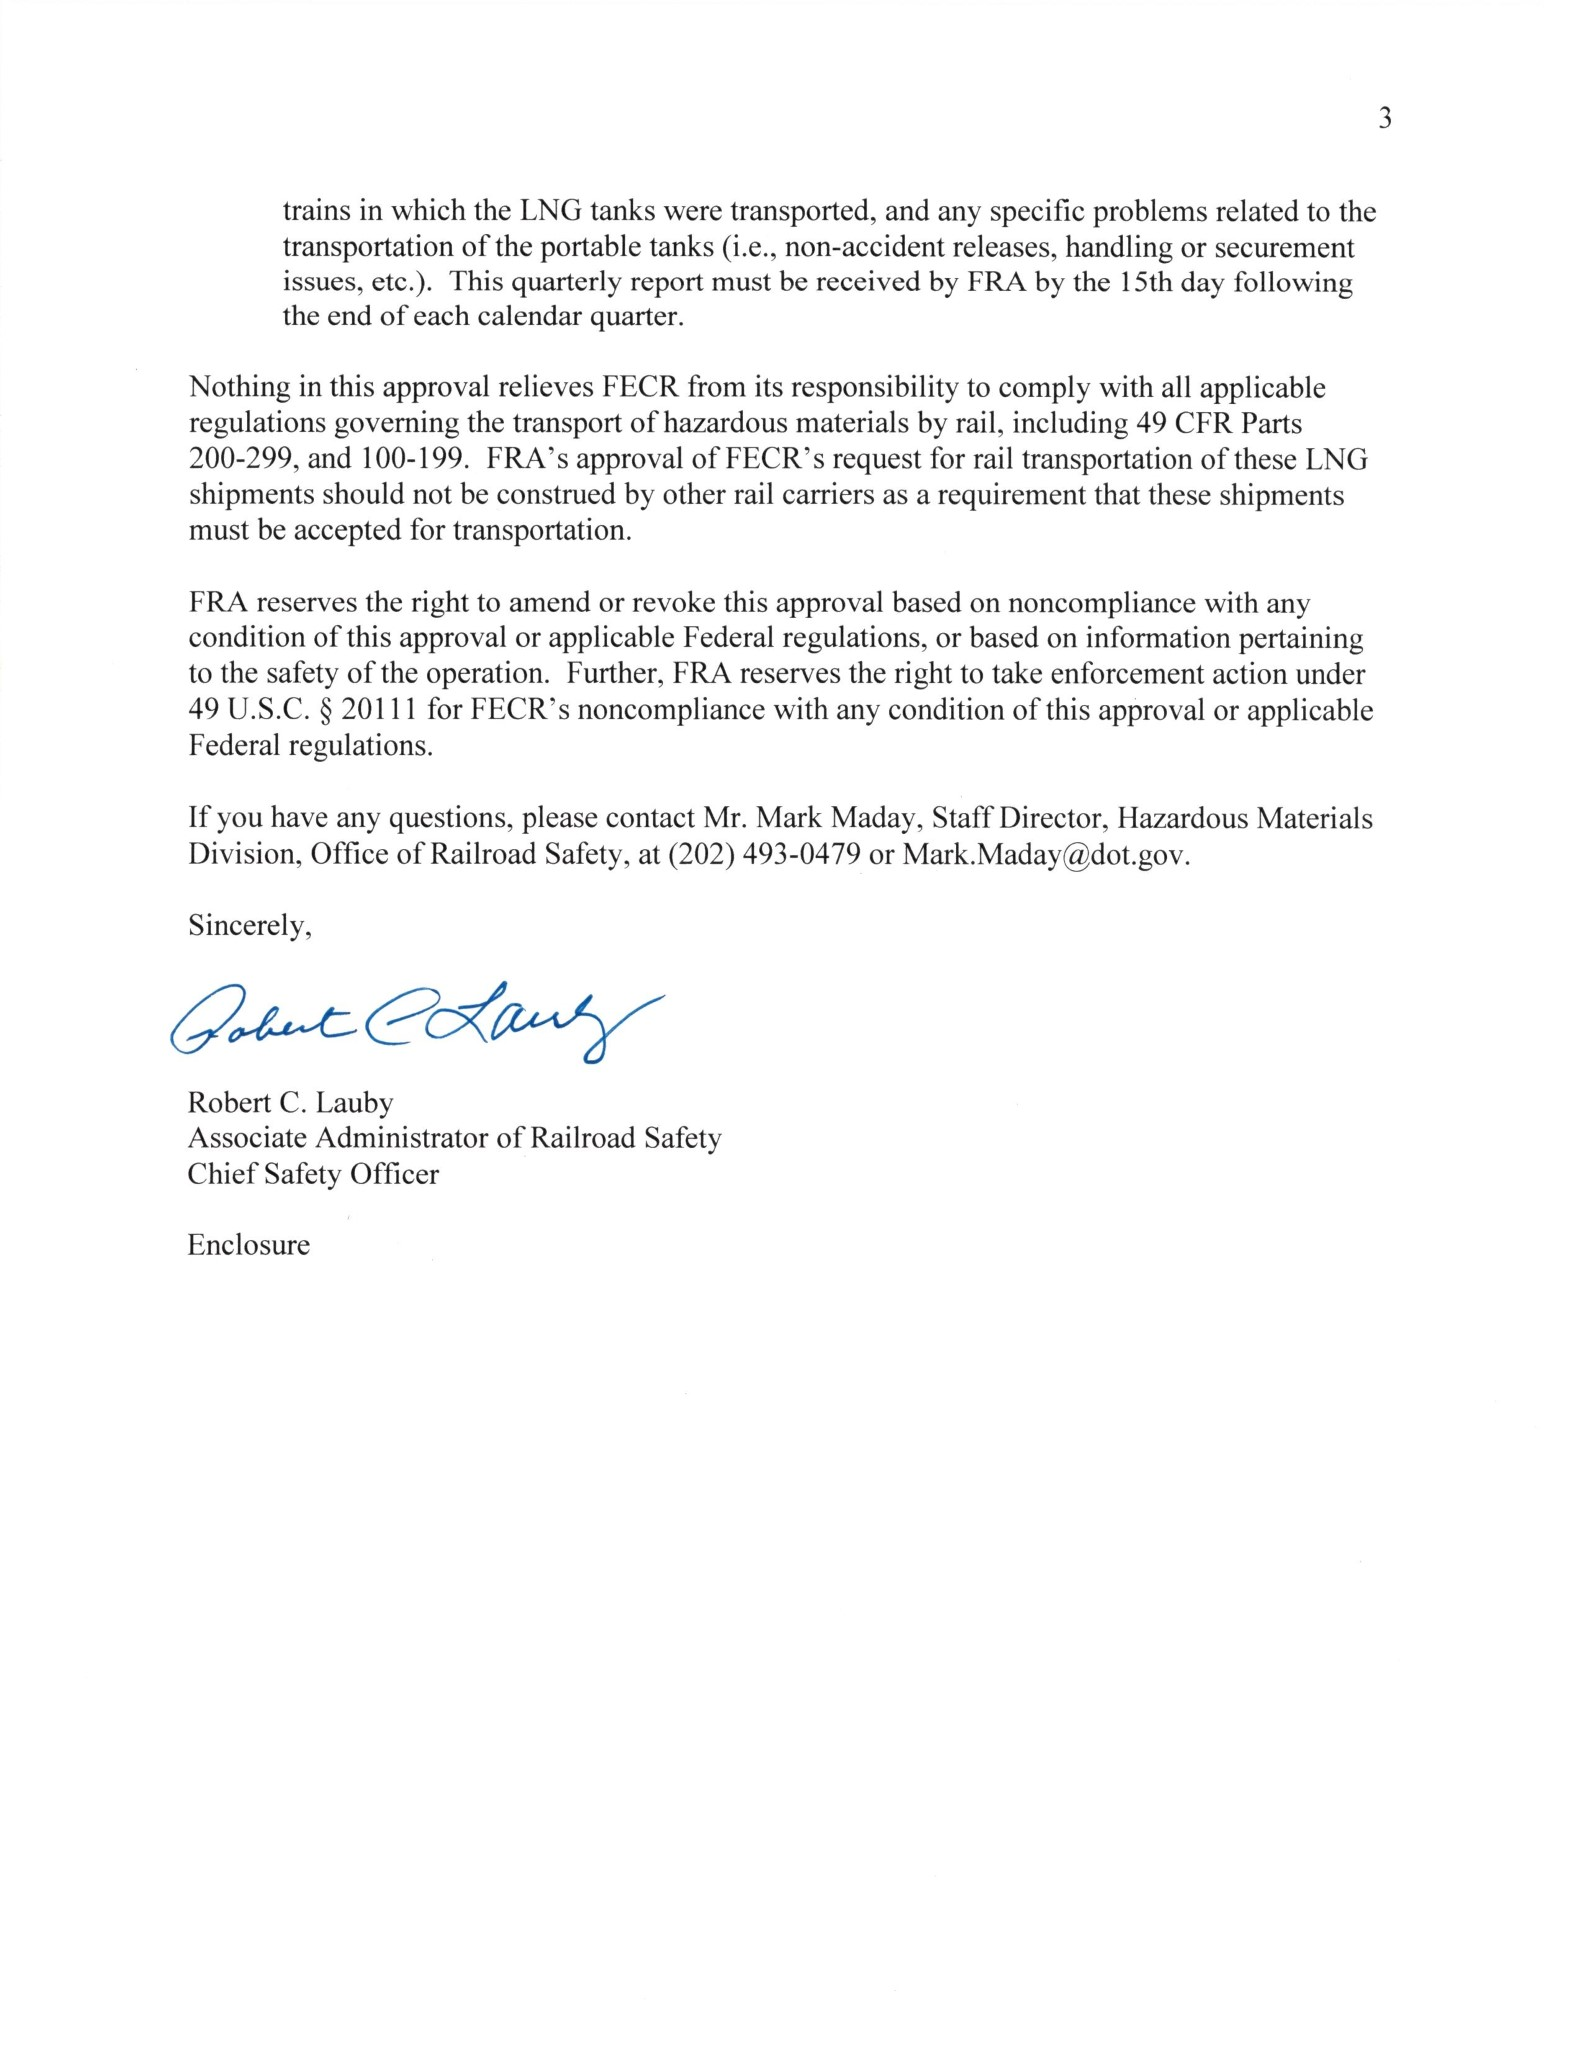 3
trains in which the LNG tanks were transported, and any specific problems related to the
transportation of the portable tanks (i.e., non-accident releases, handling or securement
issues, etc.).  This quarterly report must be received by FRA by the 15th day following
the end of each calendar quarter.
Nothing in this approval relieves FECR from its responsibility to comply with all applicable
regulations governing the transport of hazardous materials by rail, including 49 CFR Parts
200-299, and 100-199.  FRA's approval of FECR's request for rail transportation of these LNG
shipments should not be construed by other rail carriers as a requirement that these shipments
must be accepted for transportation.
FRA reserves the right to amend or revoke this approval based on noncompliance with any
condition of this approval or applicable Federal regulations, or based on information pertaining
to the safety of the operation.  Further, FRA reserves the right to take enforcement action under
49 U.S.C. § 20111 for FECR's noncompliance with any condition of this approval or applicable
Federal regulations.
If you have any questions, please contact Mr. Mark Maday, Staff Director, Hazardous Materials
Division, Office of Railroad Safety, at (202) 493-0479 or Mark.Maday@dot.gov.
Sincerely,
Robert C Lauby
Robert C. Lauby
Associate Administrator of Railroad Safety
Chief Safety Officer
Enclosure